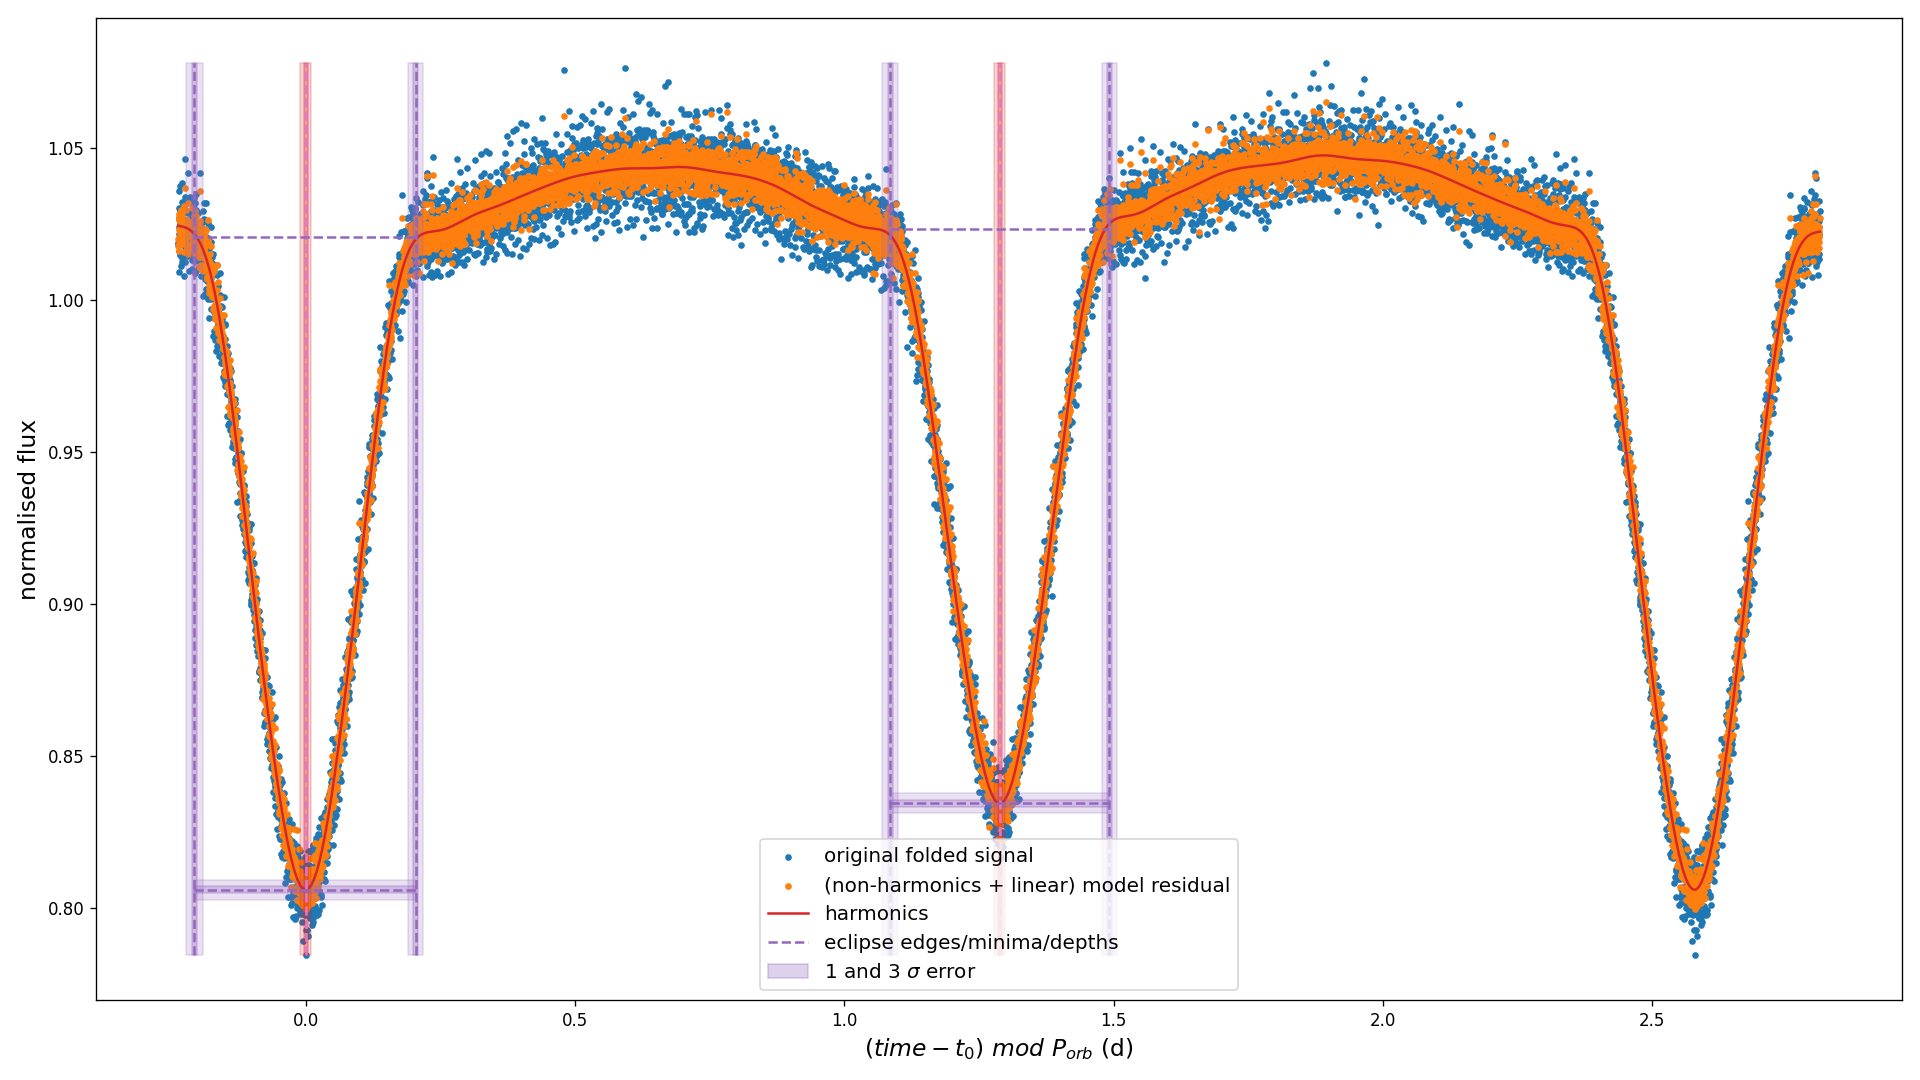 normalised flux
1.05
1.00
0.95
0.90
0.85
0.80
original folded signal
(non-harmonics + linear) model residual
harmonics
eclipse edges/minima/depths
1 and 3 σ error
0.0 0.5 1.0 1.5 2.0 2.5
(time − t₀) mod Pₒᵣb (d)